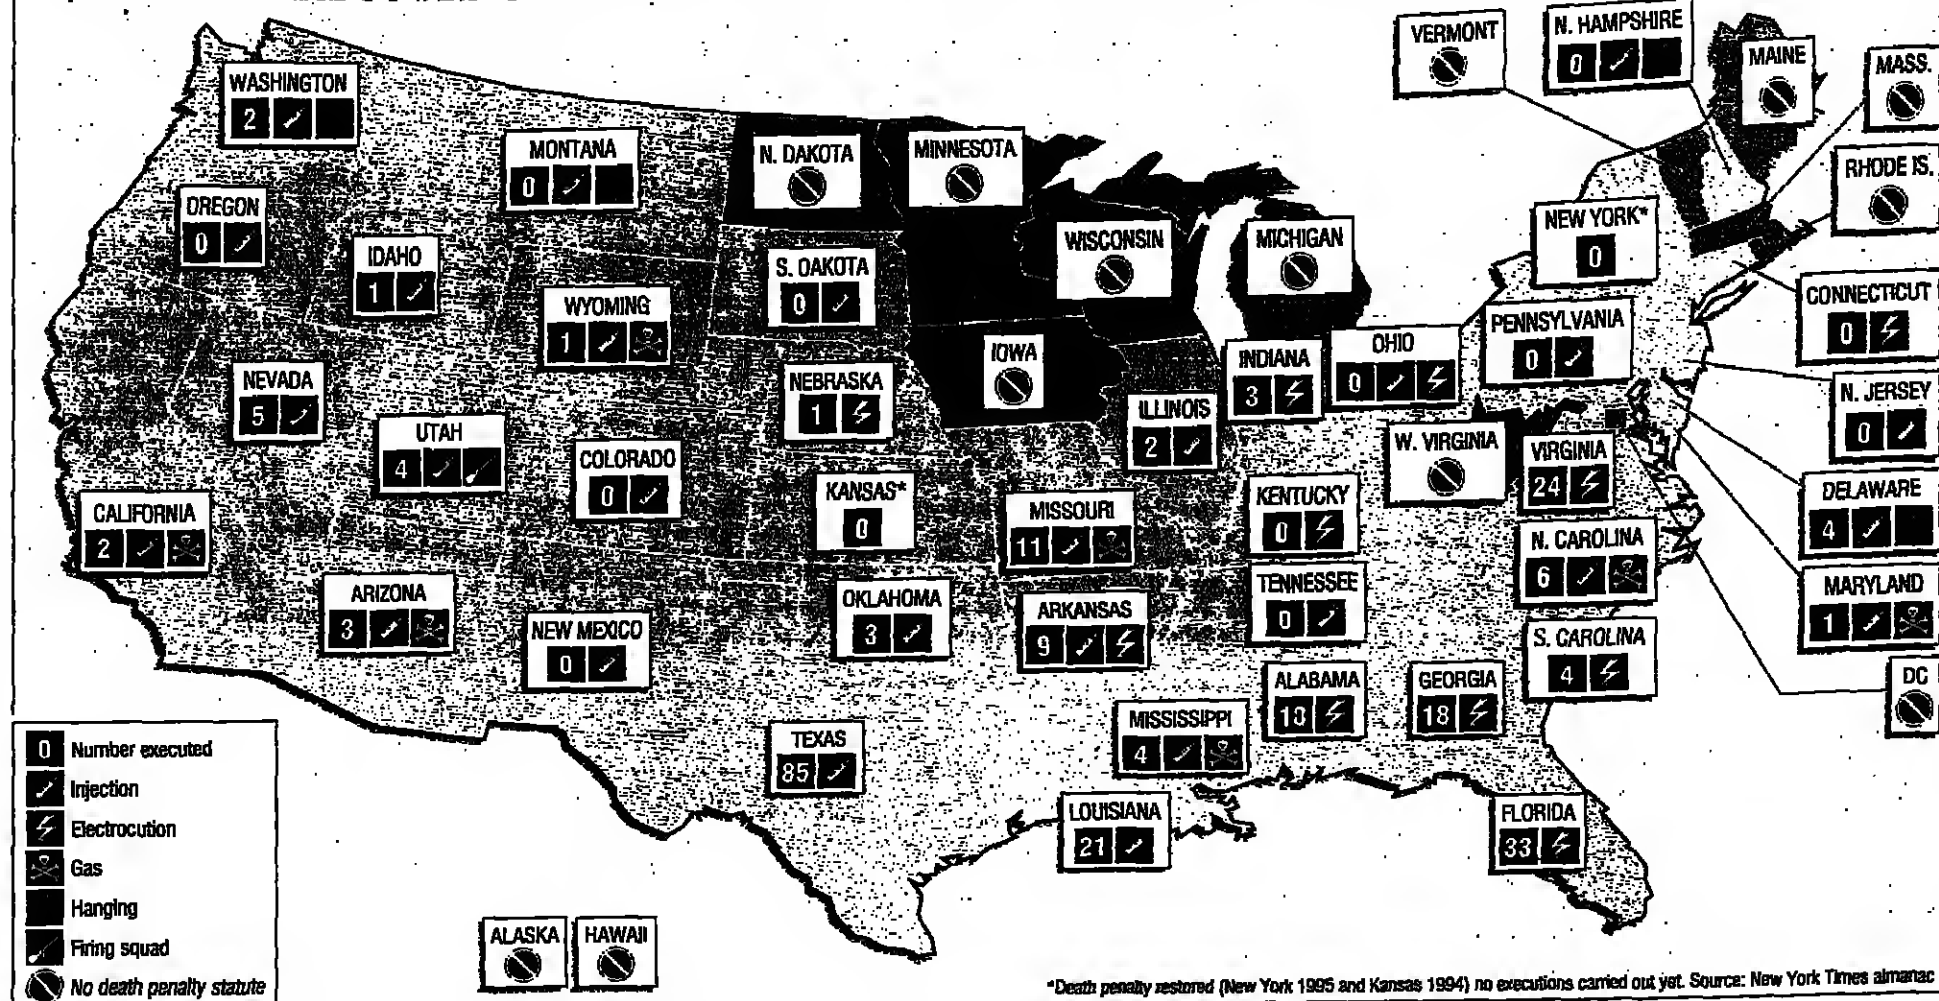 WASHINGTON
2
MONTANA
0
N. DAKOTA
MINNESOTA
VERMONT
N. HAMPSHIRE
0
MAINE
MASS.
RHODE IS.
OREGON
0
IDAHO
1
WYOMING
1
S. DAKOTA
0
WISCONSIN
MICHIGAN
NEW YORK*
0
CONNECTICUT
0
NEVADA
5
UTAH
4
COLORADO
0
NEBRASKA
1
IOWA
ILLINOIS
2
INDIANA
3
OHIO
0
PENNSYLVANIA
0
N. JERSEY
0
W. VIRGINIA
VIRGINIA
24
DELAWARE
4
CALIFORNIA
2
KANSAS*
0
MISSOURI
11
KENTUCKY
0
N. CAROLINA
6
MARYLAND
1
ARIZONA
3
NEW MEXICO
0
OKLAHOMA
3
ARKANSAS
9
TENNESSEE
0
S. CAROLINA
4
DC
TEXAS
85
MISSISSIPPI
4
ALABAMA
GEORGIA
18
LOUISIANA
21
FLORIDA
33
ALASKA
HAWAII
0 Number executed
Injection
Electrocution
Gas
Hanging
Firing squad
No death penalty statute
*Death penalty restored (New York 1995 and Kansas 1994) no executions carried out yet. Source: New York Times almanac